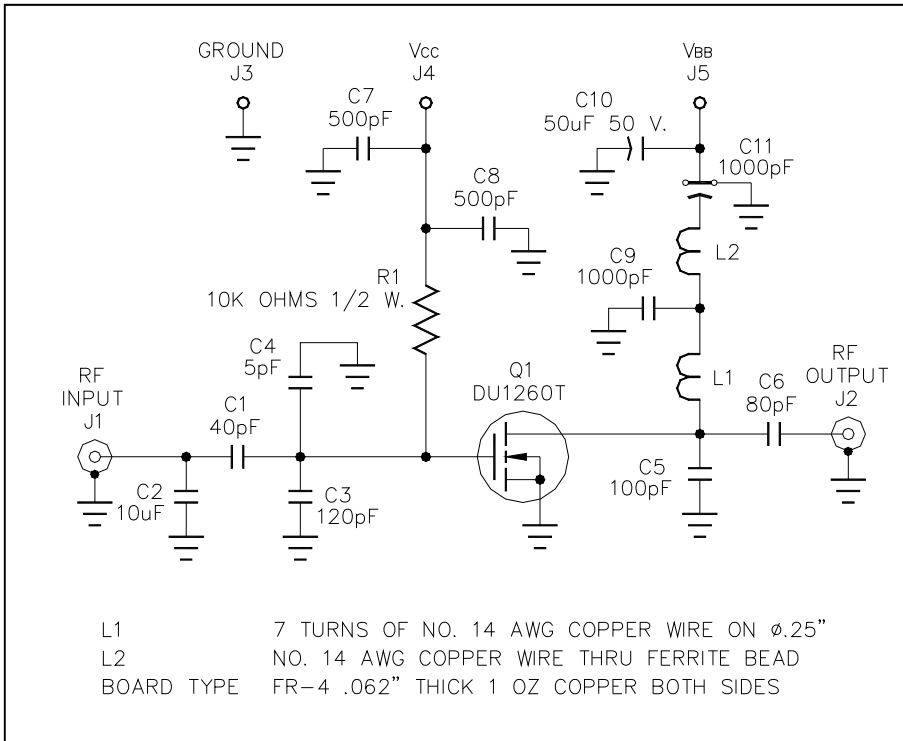 GROUND
J3
Vcc
J4
VBB
J5
C7
500pF
C10
50uF 50 V.
C11
1000pF
C8
500pF
R1
10K OHMS 1/2 W.
C9
1000pF
L2
C4
5pF
Q1
DU1260T
L1
RF
INPUT
J1
C1
40pF
C6
80pF
RF
OUTPUT
J2
C2
10uF
C3
120pF
C5
100pF
L1 7 TURNS OF NO. 14 AWG COPPER WIRE ON ø.25”
L2 NO. 14 AWG COPPER WIRE THRU FERRITE BEAD
BOARD TYPE FR-4 .062” THICK 1 OZ COPPER BOTH SIDES